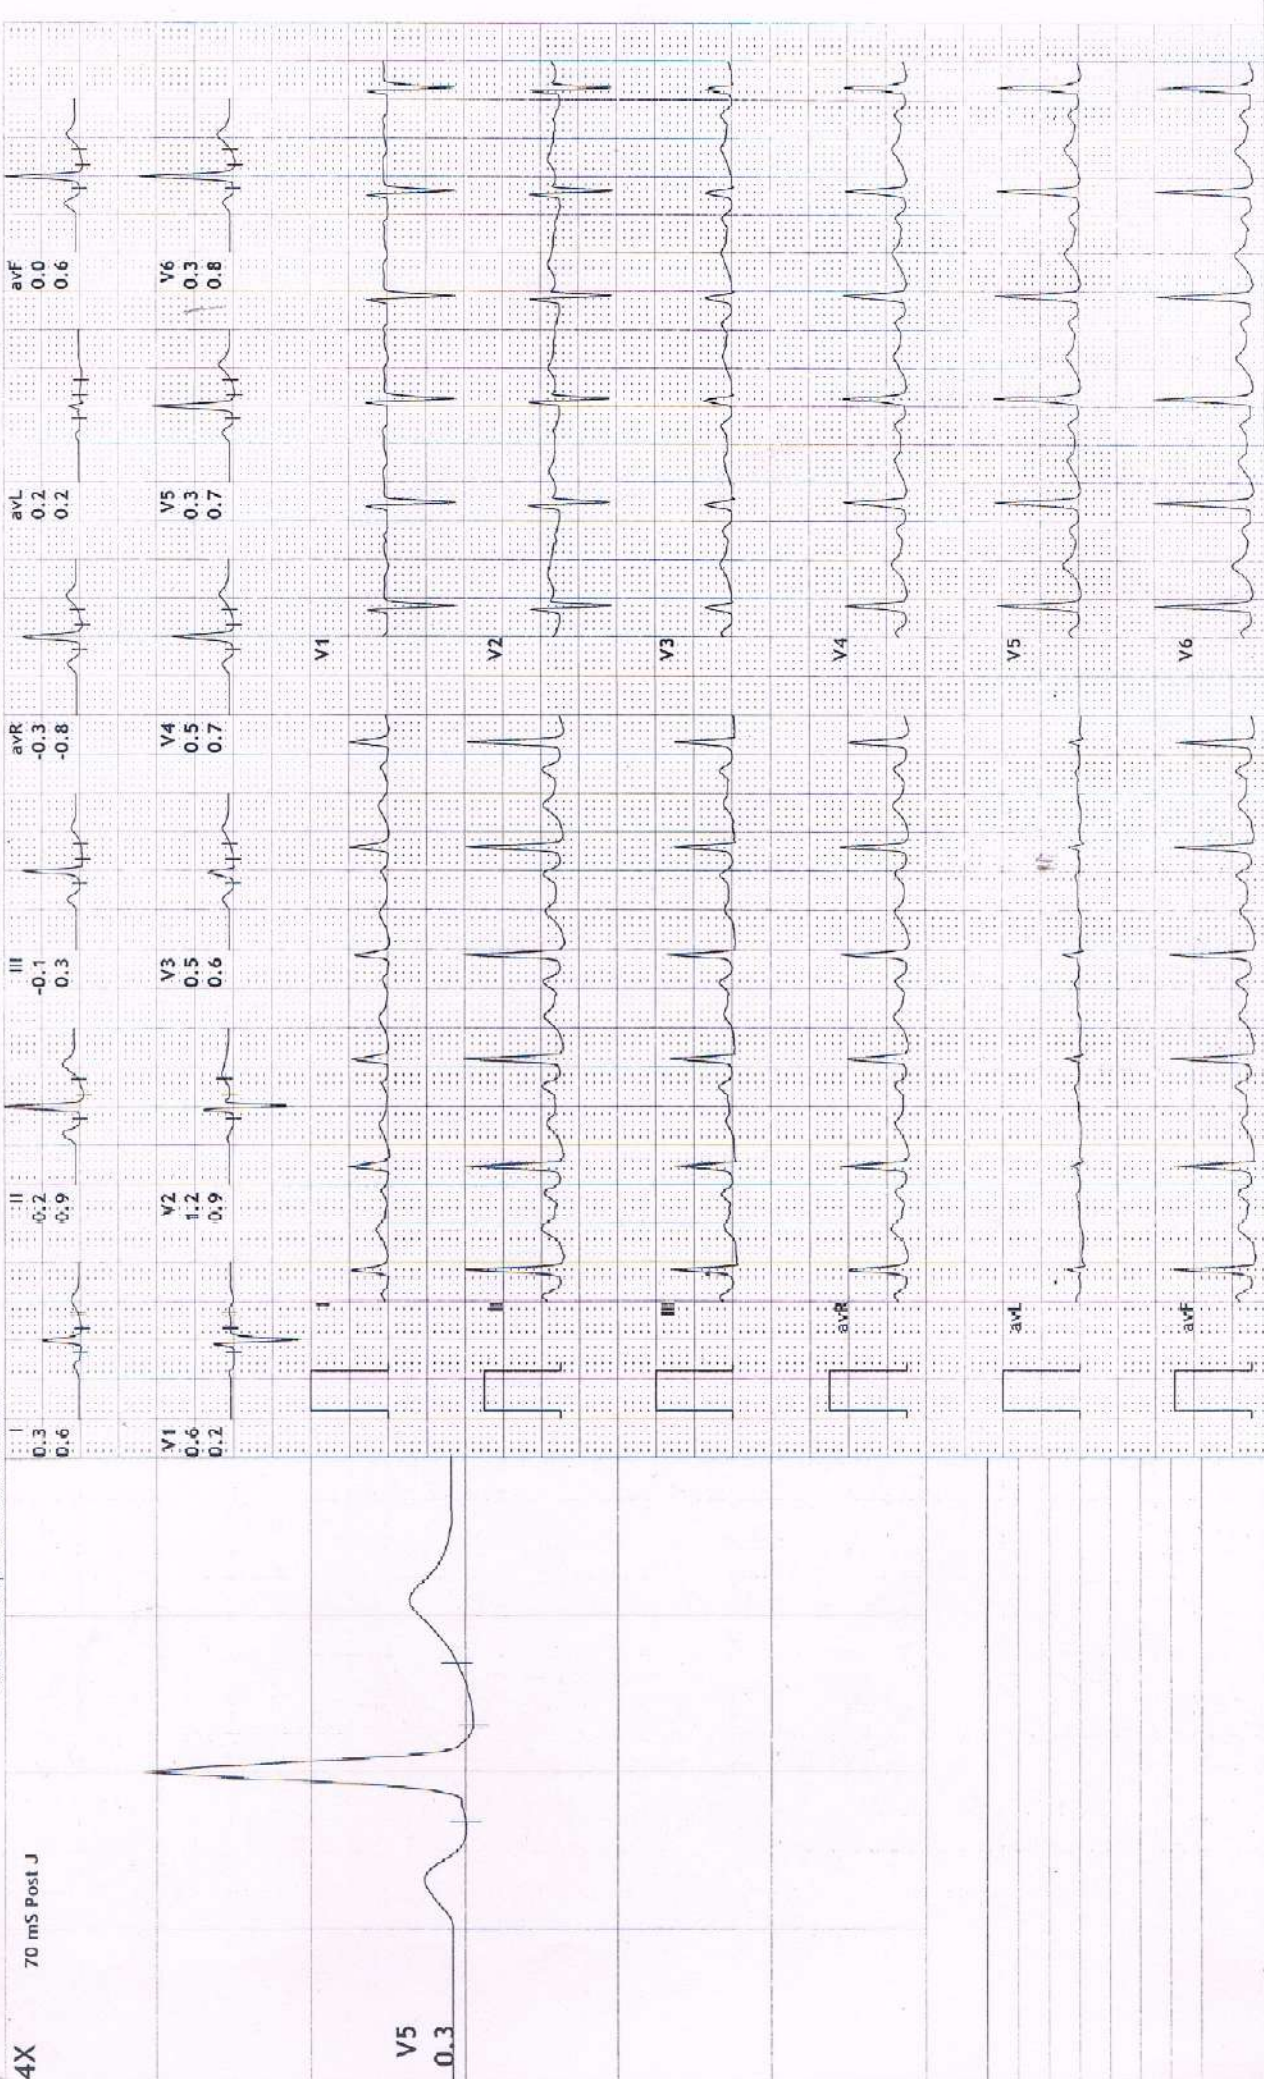 4X 70 mS Post J
I II III avR avL avF
0.3 0.2 -0.1 -0.3 0.2 0.0
0.6 0.9 0.3 -0.8 0.2 0.6
V1 V2 V3 V4 V5 V6
0.6 1.2 0.5 0.5 0.3 0.3
0.2 0.9 0.6 0.7 0.7 0.8
V5
0.3
I V1
II V2
III V3
avR V4
avL V5
avF V6